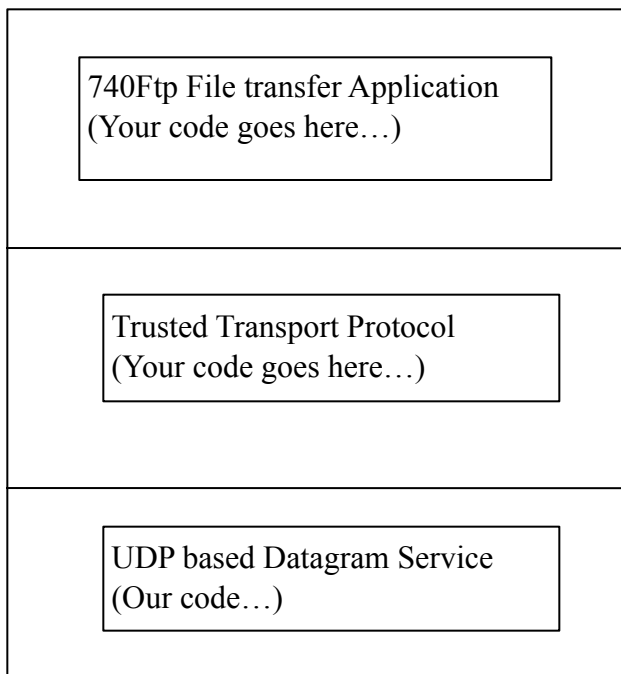 740Ftp File transfer Application
(Your code goes here…)
Trusted Transport Protocol
(Your code goes here…)
UDP based Datagram Service
(Our code…)